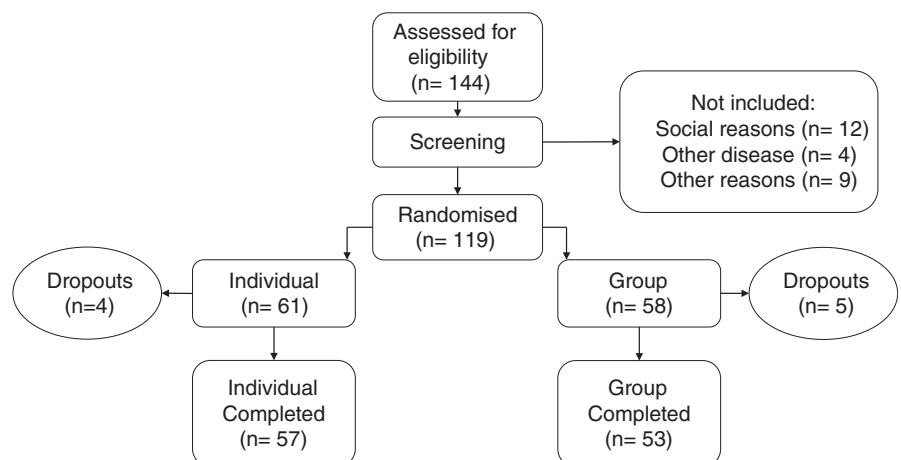 Assessed for
eligibility
(n= 144)
Not included:
Social reasons (n= 12)
Other disease (n= 4)
Other reasons (n= 9)
Screening
Randomised
(n= 119)
Dropouts
(n=4)
Individual
(n= 61)
Group
(n= 58)
Dropouts
(n= 5)
Individual
Completed
(n= 57)
Group
Completed
(n= 53)